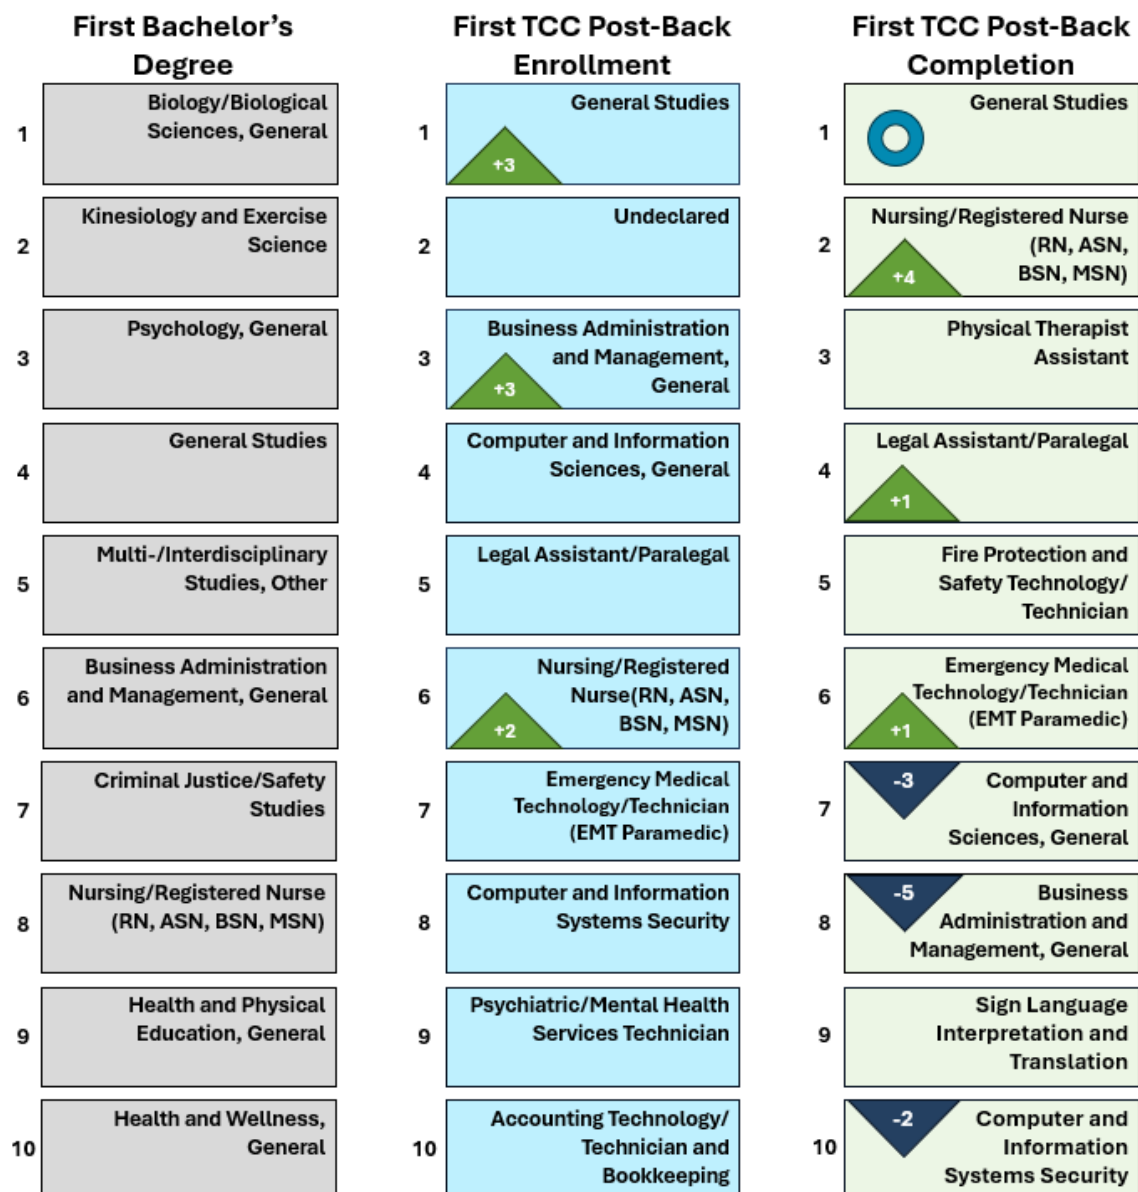 First Bachelor's
Degree
1
Biology/Biological
Sciences, General
2
Kinesiology and Exercise
Science
3
Psychology, General
4
General Studies
5
Multi-/Interdisciplinary
Studies, Other
6
Business Administration
and Management, General
7
Criminal Justice/Safety
Studies
8
Nursing/Registered Nurse
(RN, ASN, BSN, MSN)
9
Health and Physical
Education, General
10
Health and Wellness,
General
First TCC Post-Back
Enrollment
1
General Studies
+3
2
Undeclared
3
Business Administration
and Management,
General
+3
4
Computer and Information
Sciences, General
5
Legal Assistant/Paralegal
6
Nursing/Registered
Nurse(RN, ASN,
BSN, MSN)
+2
7
Emergency Medical
Technology/Technician
(EMT Paramedic)
8
Computer and Information
Systems Security
9
Psychiatric/Mental Health
Services Technician
10
Accounting Technology/
Technician and
Bookkeeping
First TCC Post-Back
Completion
1
General Studies
2
Nursing/Registered Nurse
(RN, ASN,
BSN, MSN)
+4
3
Physical Therapist
Assistant
4
Legal Assistant/Paralegal
+1
5
Fire Protection and
Safety Technology/
Technician
6
Emergency Medical
Technology/Technician
(EMT Paramedic)
+1
7
-3
Computer and
Information
Sciences, General
8
-5
Business
Administration and
Management, General
9
Sign Language
Interpretation and
Translation
10
-2
Computer and
Information
Systems Security